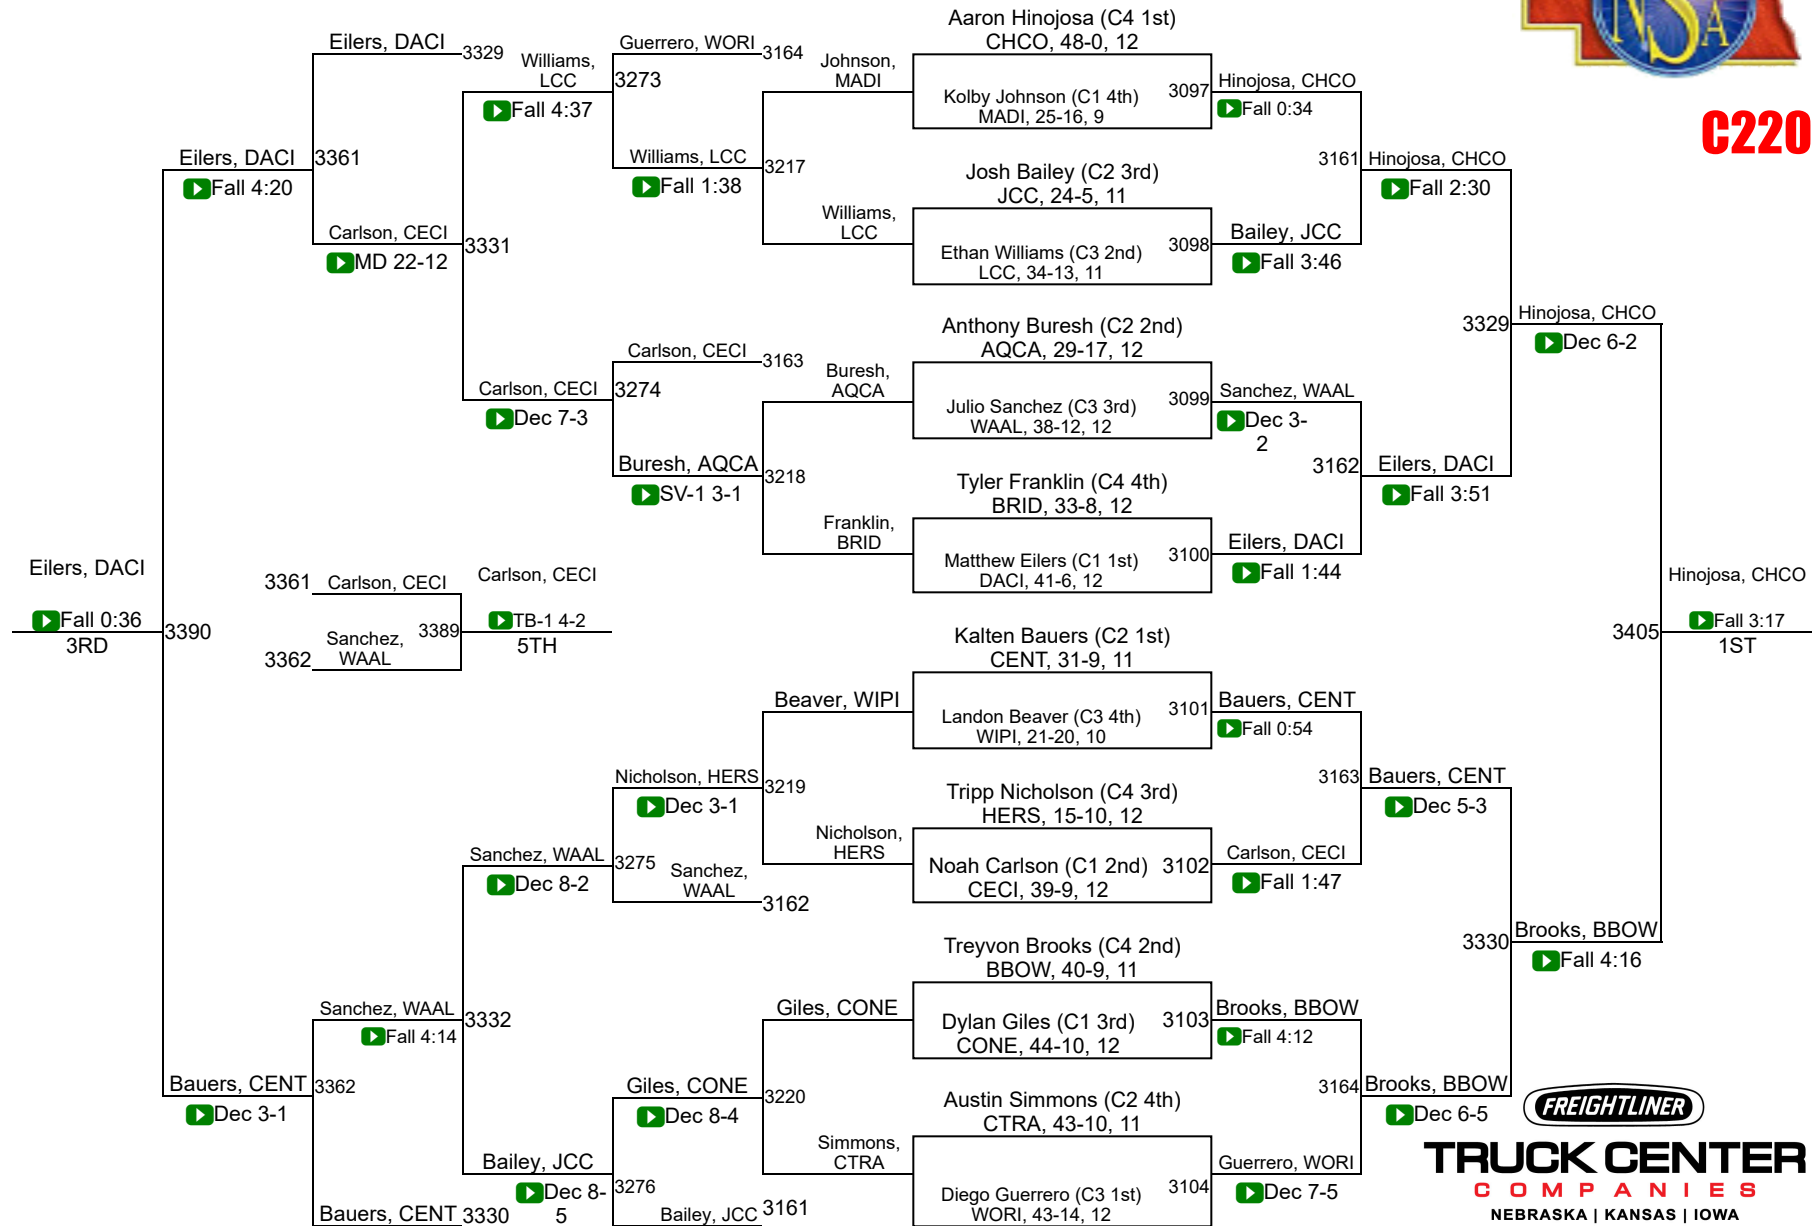 Aaron Hinojosa (C4 1st)
CHCO, 48-0, 12
NSA
Eilers, DACI
3329
Williams,
LCC
Guerrero, WORI
3164
Johnson,
MADI
3273
Fall 4:37
Kolby Johnson (C1 4th)
MADI, 25-16, 9
3097
Hinojosa, CHCO
Fall 0:34
C220
Eilers, DACI
3361
Fall 4:20
Williams, LCC
3217
Fall 1:38
Josh Bailey (C2 3rd)
JCC, 24-5, 11
3161
Hinojosa, CHCO
Fall 2:30
Carlson, CECI
3331
MD 22-12
Williams,
LCC
Ethan Williams (C3 2nd)
LCC, 34-13, 11
3098
Bailey, JCC
Fall 3:46
Anthony Buresh (C2 2nd)
AQCA, 29-17, 12
3329
Hinojosa, CHCO
Dec 6-2
Carlson, CECI
3163
Buresh,
AQCA
Carlson, CECI
3274
Dec 7-3
Julio Sanchez (C3 3rd)
WAAL, 38-12, 12
3099
Sanchez, WAAL
Dec 3-
2
Buresh, AQCA
3218
SV-1 3-1
Tyler Franklin (C4 4th)
BRID, 33-8, 12
3162
Eilers, DACI
Fall 3:51
Franklin,
BRID
Matthew Eilers (C1 1st)
DACI, 41-6, 12
3100
Eilers, DACI
Fall 1:44
Eilers, DACI
Fall 0:36
3RD
3390
3361
Carlson, CECI
3362
Sanchez,
WAAL
3389
Carlson, CECI
TB-1 4-2
5TH
Hinojosa, CHCO
3405
Fall 3:17
1ST
Kalten Bauers (C2 1st)
CENT, 31-9, 11
Beaver, WIPI
Landon Beaver (C3 4th)
WIPI, 21-20, 10
3101
Bauers, CENT
Fall 0:54
Nicholson, HERS
3219
Dec 3-1
Tripp Nicholson (C4 3rd)
HERS, 15-10, 12
3163
Bauers, CENT
Dec 5-3
Nicholson,
HERS
Sanchez, WAAL
3275
Dec 8-2
Sanchez,
WAAL
3162
Noah Carlson (C1 2nd)
CECI, 39-9, 12
3102
Carlson, CECI
Fall 1:47
Treyvon Brooks (C4 2nd)
BBOW, 40-9, 11
3330
Brooks, BBOW
Fall 4:16
Sanchez, WAAL
3332
Fall 4:14
Giles, CONE
Dylan Giles (C1 3rd)
CONE, 44-10, 12
3103
Brooks, BBOW
Fall 4:12
Bauers, CENT
3362
Dec 3-1
Giles, CONE
3220
Dec 8-4
Austin Simmons (C2 4th)
CTRA, 43-10, 11
3164
Brooks, BBOW
Dec 6-5
Simmons,
CTRA
Bailey, JCC
3276
Dec 8-
5
Diego Guerrero (C3 1st)
WORI, 43-14, 12
3104
Guerrero, WORI
Dec 7-5
Bauers, CENT
3330
Bailey, JCC
3161
FREIGHTLINER
TRUCK CENTER
COMPANIES
NEBRASKA | KANSAS | IOWA